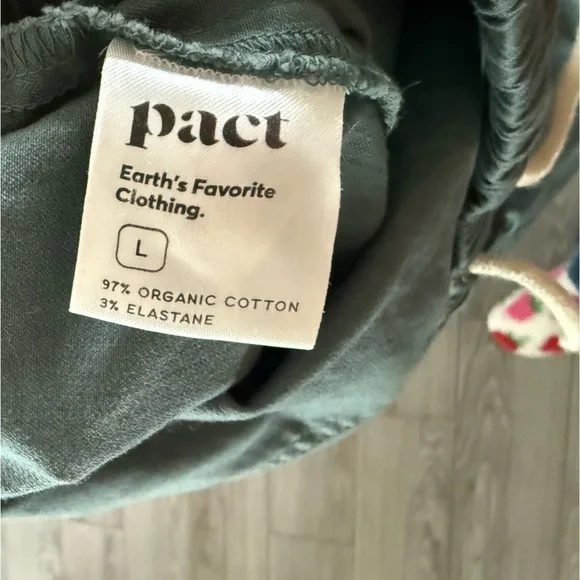 pact
Earth's Favorite
Clothing.
L
97% ORGANIC COTTON
3% ELASTANE